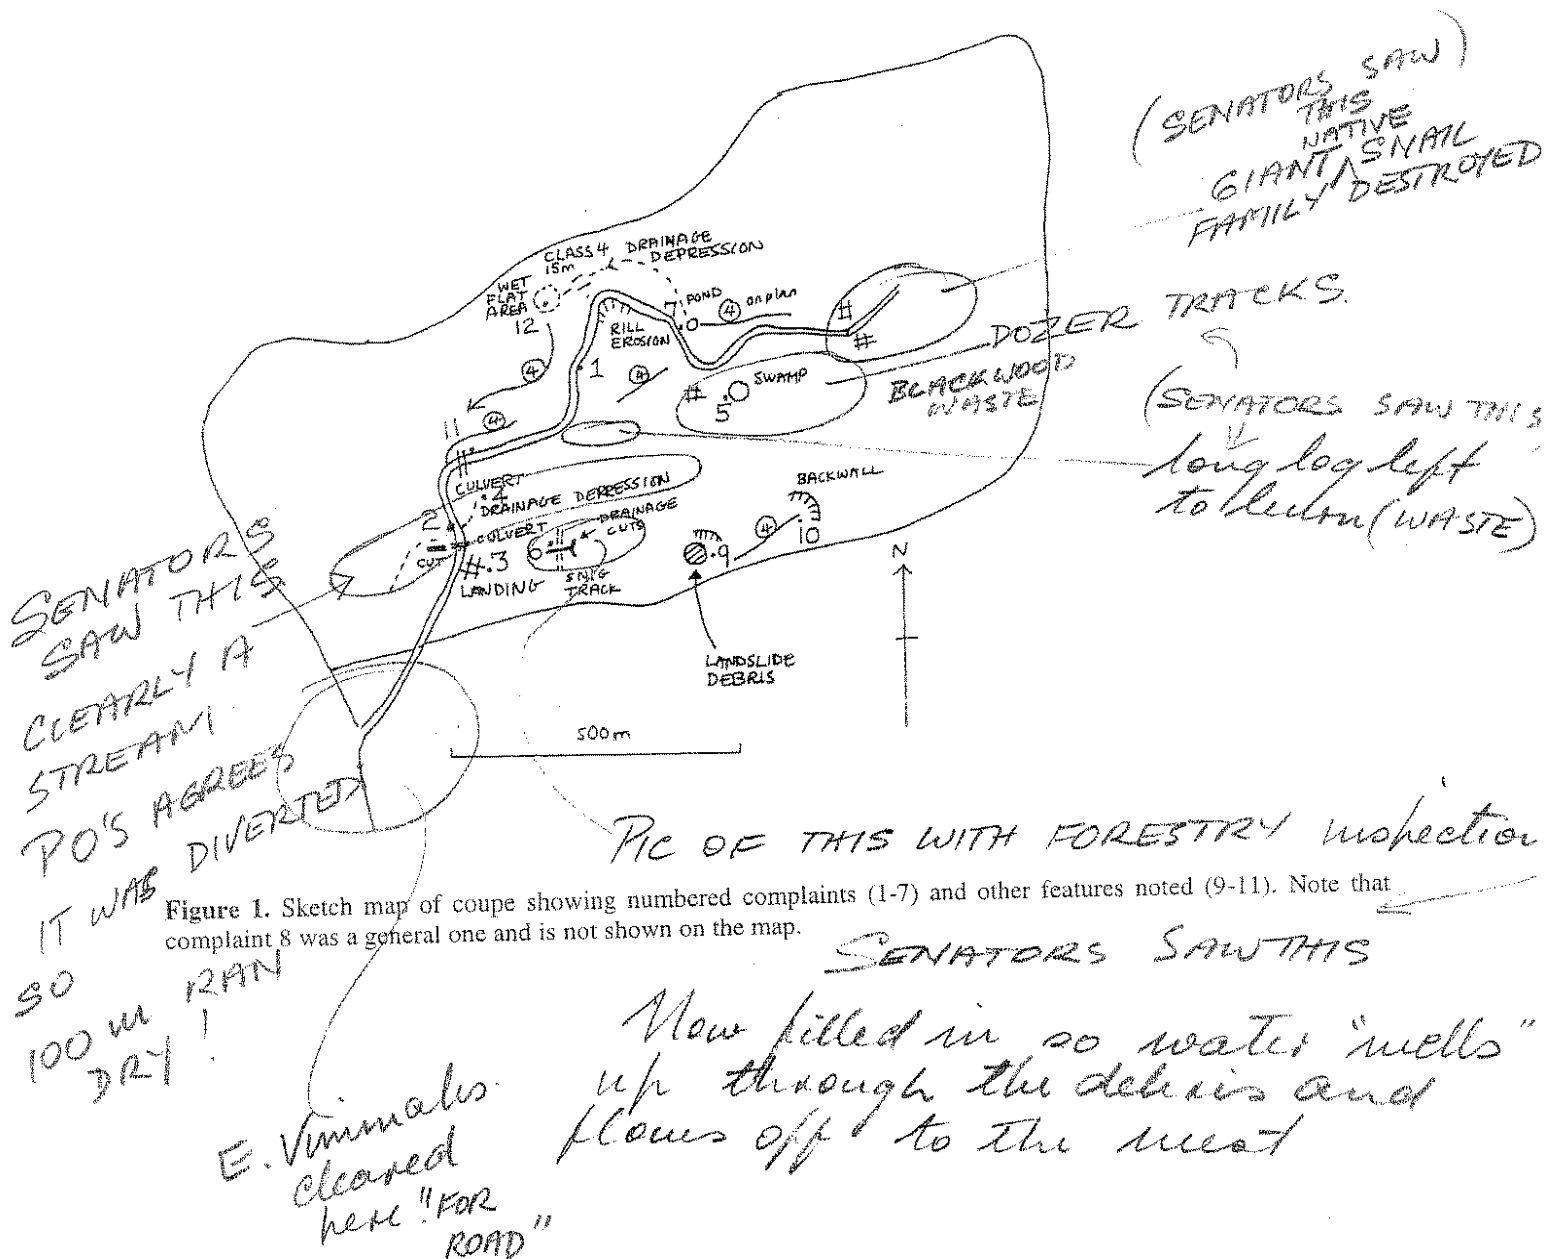 (SENATORS SAW)
THIS
NATIVE
GIANT ^ SNAIL
FAMILY DESTROYED
CLASS 4
15m
DRAINAGE
DEPRESSION
WET
FLAT
AREA
12
7
POND
④ on plan
#
#
RILL
EROSION
DOZER TRACKS.
④
1
④
#
5
SWAMP
BLACKWOOD
WASTE
(SENATORS SAW THIS
long log left
to burn (WASTE)
11
④
CULVERT
4
DRAINAGE DEPRESSION
BACKWALL
2
CULVERT
DRAINAGE
CUTS
CUT
#.3
6
④
10
.9
LANDING
SNIG
TRACK
N
LANDSLIDE
DEBRIS
500m
SENATORS
SAW THIS
CLEARLY A
STREAM
PO'S AGREES
IT WAS DIVERTED
SO
100 m RAN
DRY !
PIC OF THIS WITH FORESTRY inspection
Figure 1. Sketch map of coupe showing numbered complaints (1-7) and other features noted (9-11). Note that
complaint 8 was a general one and is not shown on the map.
SENATORS SAW THIS
Now filled in so water "wells"
up through the debris and
flows off to the west
E.
cleared
here "FOR
ROAD"